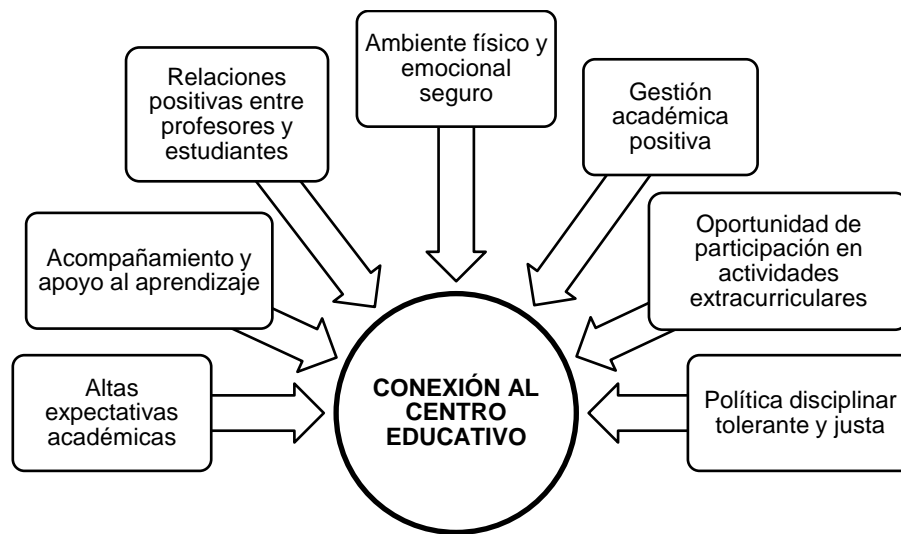 Ambiente físico y
emocional
seguro
Relaciones
positivas entre
profesores y
estudiantes
Gestión
académica
positiva
Acompañamiento y
apoyo al aprendizaje
Oportunidad de
participación en
actividades
extracurriculares
Altas
expectativas
académicas
CONEXIÓN AL
CENTRO
EDUCATIVO
Política disciplinar
tolerante y justa